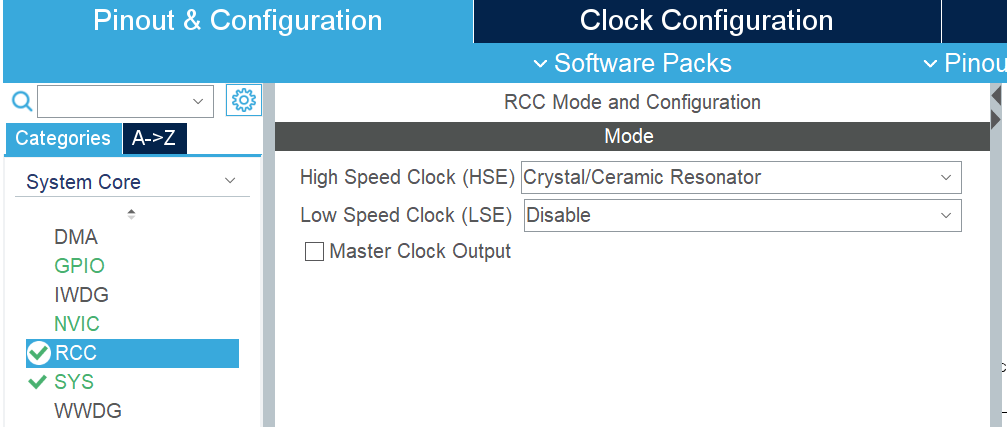 Pinout & Configuration
Clock Configuration
Software Packs
Pinou
RCC Mode and Configuration
Categories
A->Z
Mode
System Core
High Speed Clock (HSE)
Crystal/Ceramic Resonator
Low Speed Clock (LSE)
Disable
DMA
Master Clock Output
GPIO
IWDG
NVIC
RCC
SYS
WWDG